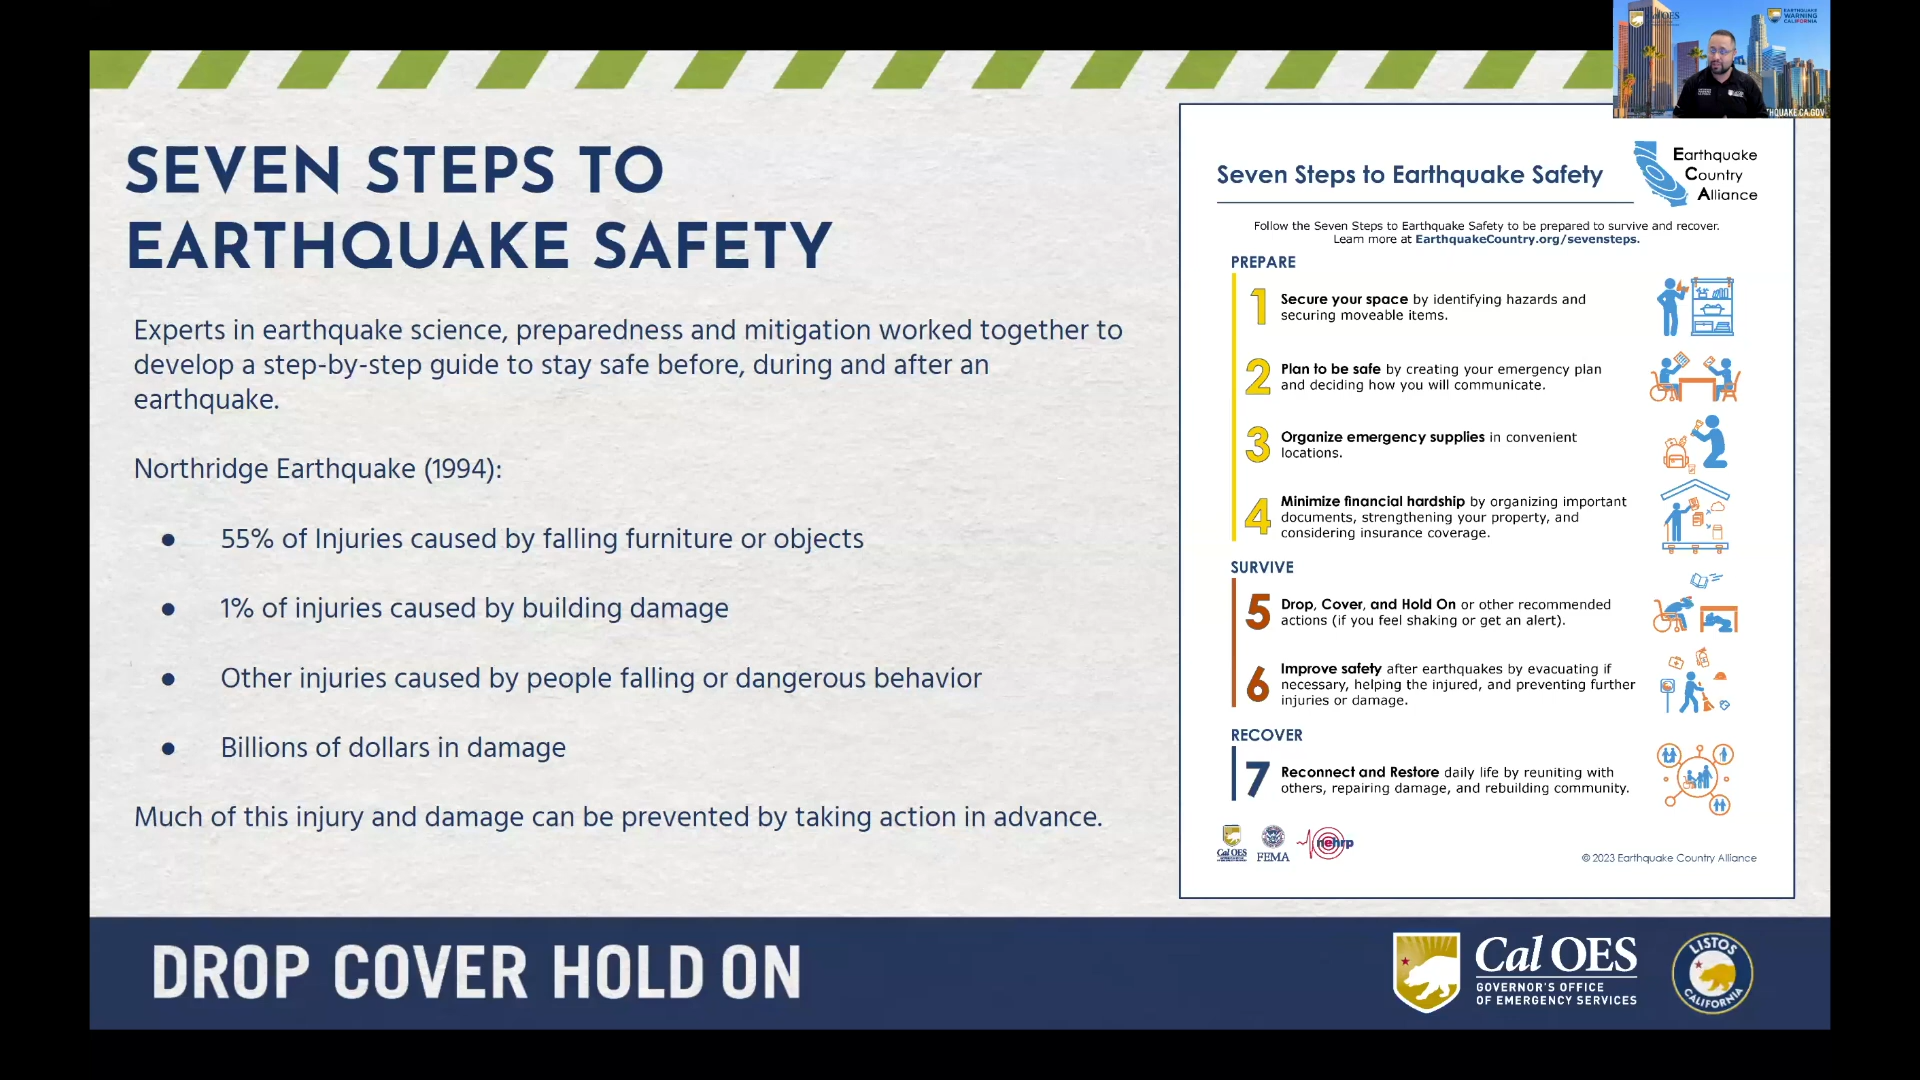 SEVEN STEPS TO
EARTHQUAKE SAFETY
Experts in earthquake science, preparedness and mitigation worked together to
develop a step-by-step guide to stay safe before, during and after an
earthquake.
Northridge Earthquake (1994):
● 55% of Injuries caused by falling furniture or objects
● 1% of injuries caused by building damage
● Other injuries caused by people falling or dangerous behavior
● Billions of dollars in damage
Much of this injury and damage can be prevented by taking action in advance.
Cal OES
EARTHQUAKE
WARNING
CALIFORNIA
QUAKE.CA.GOV
Seven Steps to Earthquake Safety
Earthquake
Country
Alliance
Follow the Seven Steps to Earthquake Safety to be prepared to survive and recover.
Learn more at EarthquakeCountry.org/sevensteps.
PREPARE
1 Secure your space by identifying hazards and
securing moveable items.
2 Plan to be safe by creating your emergency plan
and deciding how you will communicate.
3 Organize emergency supplies in convenient
locations.
4 Minimize financial hardship by organizing important
documents, strengthening your property, and
considering insurance coverage.
SURVIVE
5 Drop, Cover, and Hold On or other recommended
actions (if you feel shaking or get an alert).
6 Improve safety after earthquakes by evacuating if
necessary, helping the injured, and preventing further
injuries or damage.
RECOVER
7 Reconnect and Restore daily life by reuniting with
others, repairing damage, and rebuilding community.
Cal OES
FEMA
nehrp
© 2023 Earthquake Country Alliance
DROP COVER HOLD ON
Cal OES
GOVERNOR'S OFFICE
OF EMERGENCY SERVICES
LISTOS
CALIFORNIA